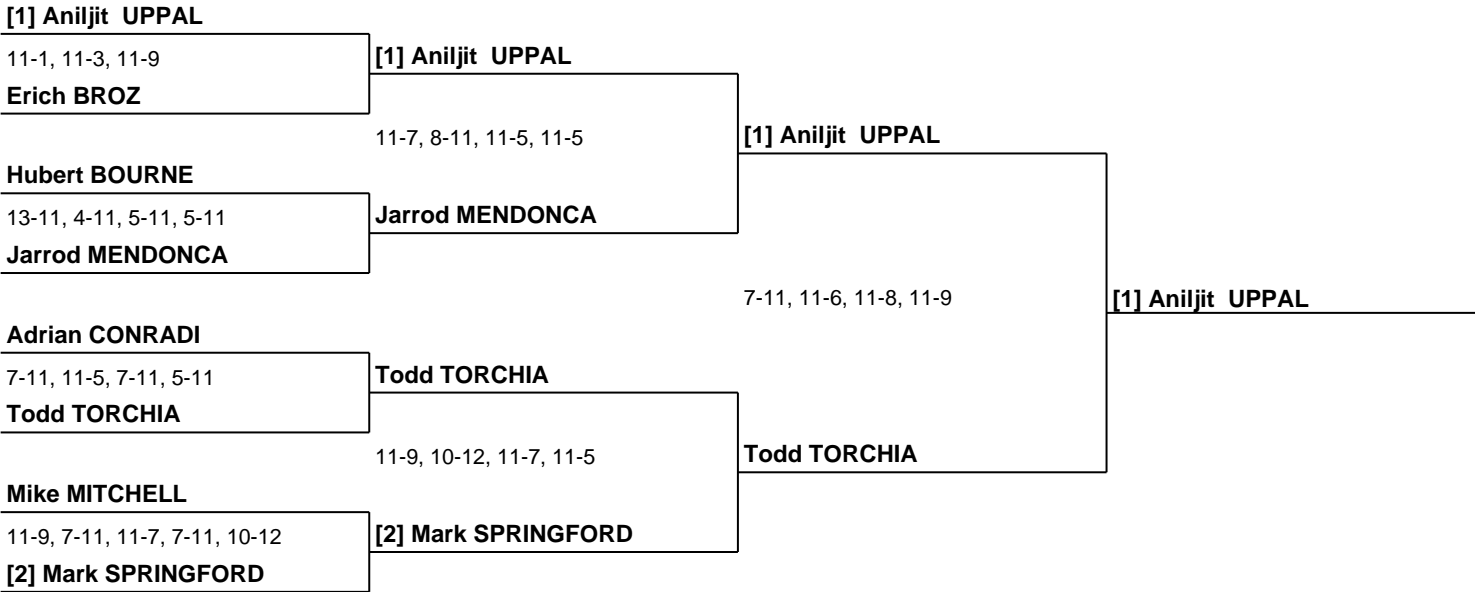 [1] Aniljit  UPPAL
11-1, 11-3, 11-9
Erich BROZ
[1] Aniljit  UPPAL
11-7, 8-11, 11-5, 11-5
Hubert BOURNE
13-11, 4-11, 5-11, 5-11
Jarrod MENDONCA
Jarrod MENDONCA
[1] Aniljit  UPPAL
7-11, 11-6, 11-8, 11-9
[1] Aniljit  UPPAL
Adrian CONRADI
7-11, 11-5, 7-11, 5-11
Todd TORCHIA
Todd TORCHIA
11-9, 10-12, 11-7, 11-5
Todd TORCHIA
Mike MITCHELL
11-9, 7-11, 11-7, 7-11, 10-12
[2] Mark SPRINGFORD
[2] Mark SPRINGFORD